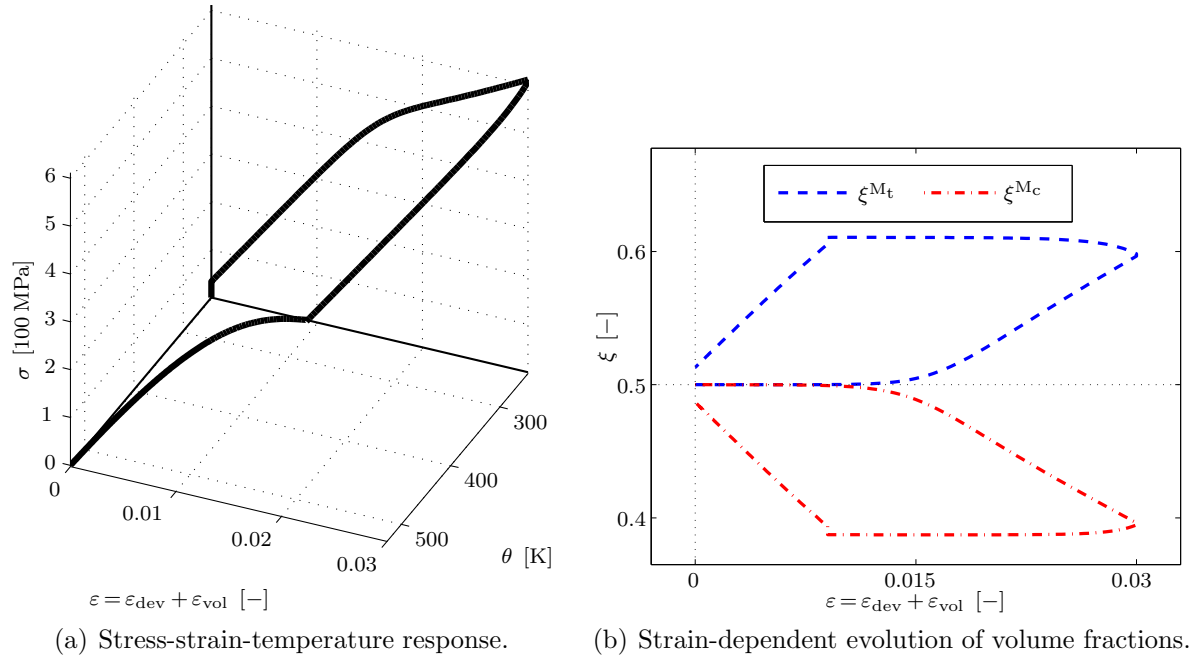 6
5
4
3
2
1
0
σ [100 MPa]
0
0.01
0.02
0.03
300
400
500
θ [K]
ε = ε_dev + ε_vol [−]
(a) Stress-strain-temperature response.
ξ^Mt ξ^Mc
0.6
0.5
0.4
ξ [−]
0 0.015 0.03
ε = ε_dev + ε_vol [−]
(b) Strain-dependent evolution of volume fractions.